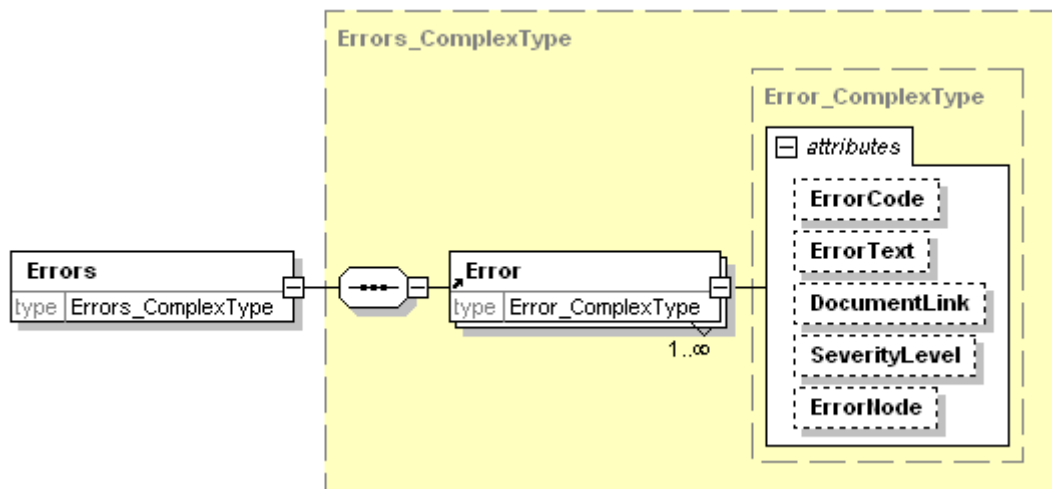 Errors_ComplexType
Error_ComplexType
attributes
ErrorCode
ErrorText
DocumentLink
SeverityLevel
ErrorNode
Errors
type Errors_ComplexType
Error
type Error_ComplexType
1..∞